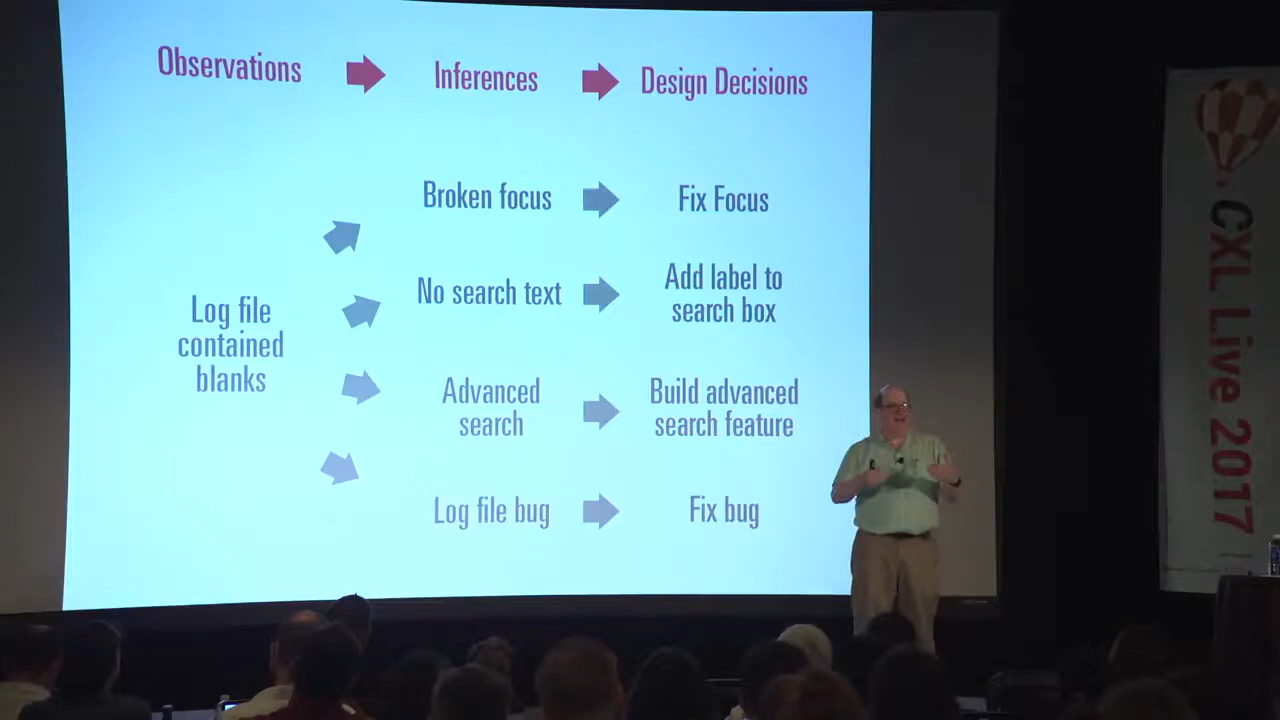 Observations
Inferences
Design Decisions
Broken focus
Fix Focus
No search text
Add label to
search box
Log file
contained
blanks
Advanced
search
Build advanced
search feature
Log file bug
Fix bug
CXL Live 2017